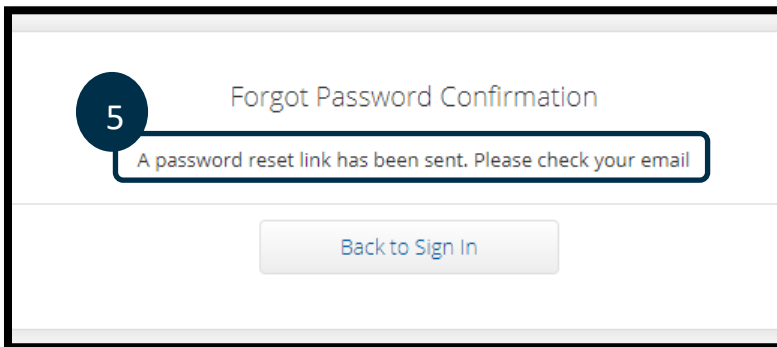 Forgot Password Confirmation
5
A password reset link has been sent. Please check your email
Back to Sign In